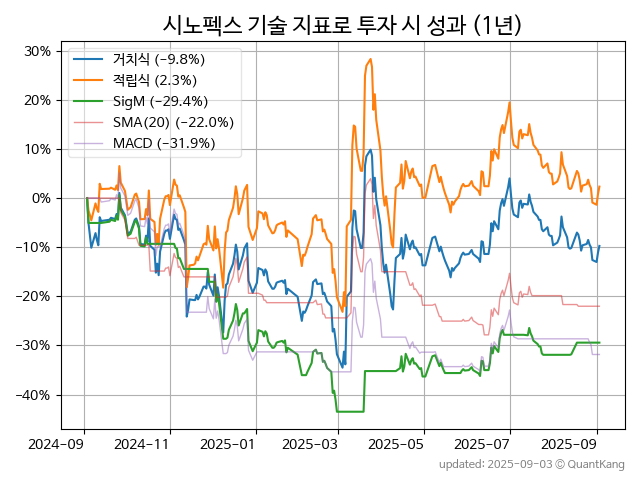 시노펙스 기술 지표로 투자 시 성과 (1년)
거치식 (−9.8%)
적립식 (2.3%)
SigM (−29.4%)
SMA(20) (−22.0%)
MACD (−31.9%)
30%
20%
10%
0%
−10%
−20%
−30%
−40%
2024−09 2024−11 2025−01 2025−03 2025−05 2025−07 2025−09
updated: 2025-09-03 ⓒ QuantKang